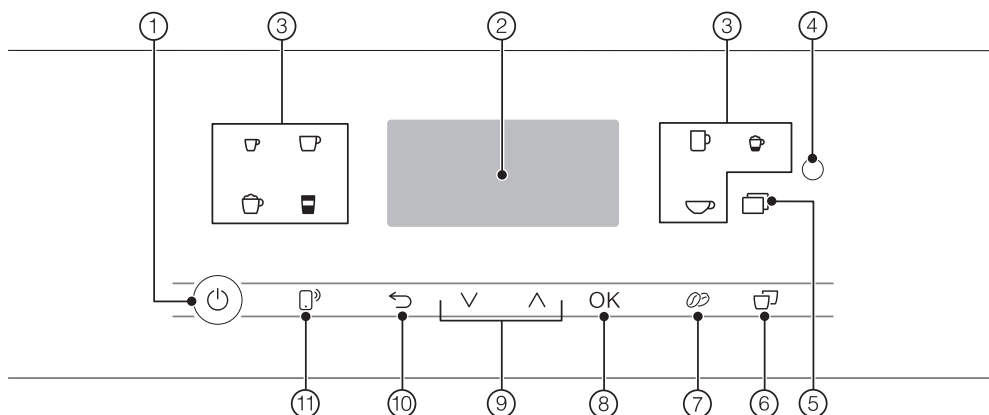 ① ③ ② ③ ④
OK
⑪ ⑩ ⑨ ⑧ ⑦ ⑥ ⑤